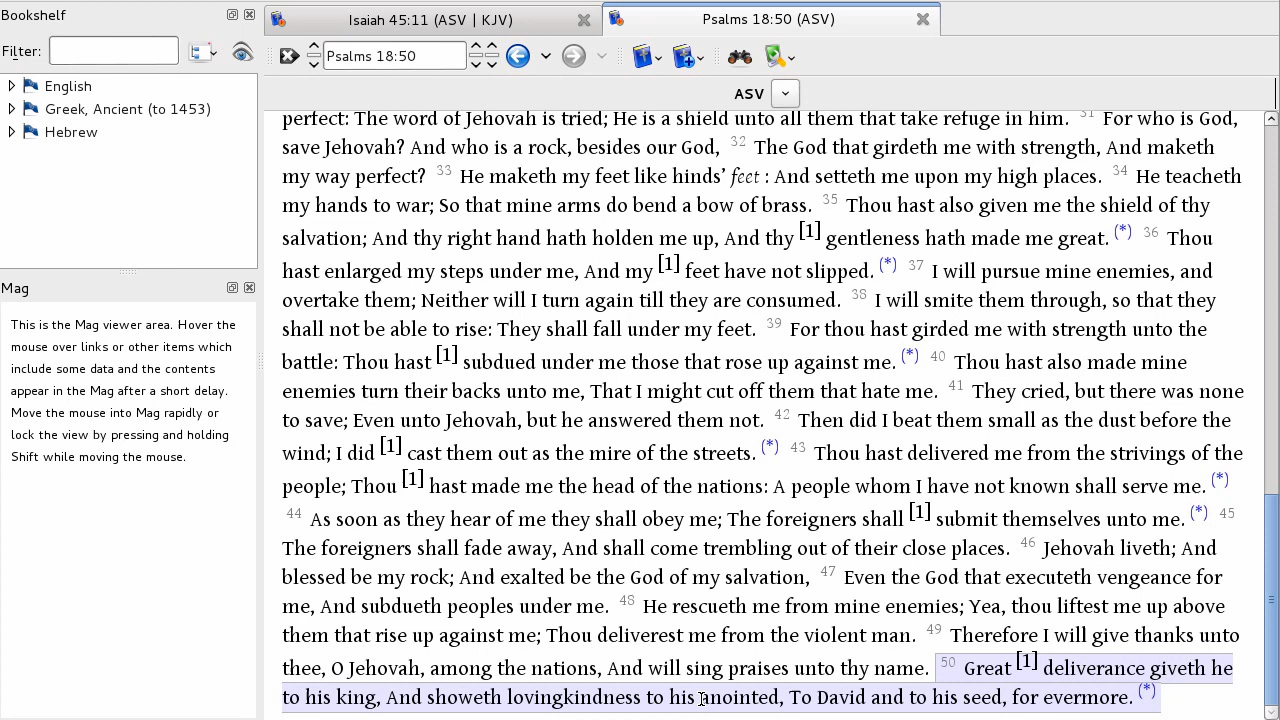 Bookshelf
Isaiah 45:11 (ASV | KJV)
Psalms 18:50 (ASV)
Filter:
Psalms 18:50
English
Greek, Ancient (to 1453)
Hebrew
ASV
Mag
This is the Mag viewer area. Hover the
mouse over links or other items which
include some data and the contents
appear in the Mag after a short delay.
Move the mouse into Mag rapidly or
lock the view by pressing and holding
Shift while moving the mouse.
perfect: The word of Jehovah is tried; He is a shield unto all them that take refuge in him. 31 For who is God,
save Jehovah? And who is a rock, besides our God, 32 The God that girdeth me with strength, And maketh
my way perfect? 33 He maketh my feet like hinds’ feet : And setteth me upon my high places. 34 He teacheth
my hands to war; So that mine arms do bend a bow of brass. 35 Thou hast also given me the shield of thy
salvation; And thy right hand hath holden me up, And thy [1] gentleness hath made me great. (*) 36 Thou
hast enlarged my steps under me, And my [1] feet have not slipped. (*) 37 I will pursue mine enemies, and
overtake them; Neither will I turn again till they are consumed. 38 I will smite them through, so that they
shall not be able to rise: They shall fall under my feet. 39 For thou hast girded me with strength unto the
battle: Thou hast [1] subdued under me those that rose up against me. (*) 40 Thou hast also made mine
enemies turn their backs unto me, That I might cut off them that hate me. 41 They cried, but there was none
to save; Even unto Jehovah, but he answered them not. 42 Then did I beat them small as the dust before the
wind; I did [1] cast them out as the mire of the streets. (*) 43 Thou hast delivered me from the strivings of the
people; Thou [1] hast made me the head of the nations: A people whom I have not known shall serve me. (*)
44 As soon as they hear of me they shall obey me; The foreigners shall [1] submit themselves unto me. (*) 45
The foreigners shall fade away, And shall come trembling out of their close places. 46 Jehovah liveth; And
blessed be my rock; And exalted be the God of my salvation, 47 Even the God that executeth vengeance for
me, And subdueth peoples under me. 48 He rescueth me from mine enemies; Yea, thou liftest me up above
them that rise up against me; Thou deliverest me from the violent man. 49 Therefore I will give thanks unto
thee, O Jehovah, among the nations, And will sing praises unto thy name. 50 Great [1] deliverance giveth he
to his king, And showeth lovingkindness to his anointed, To David and to his seed, for evermore. (*)